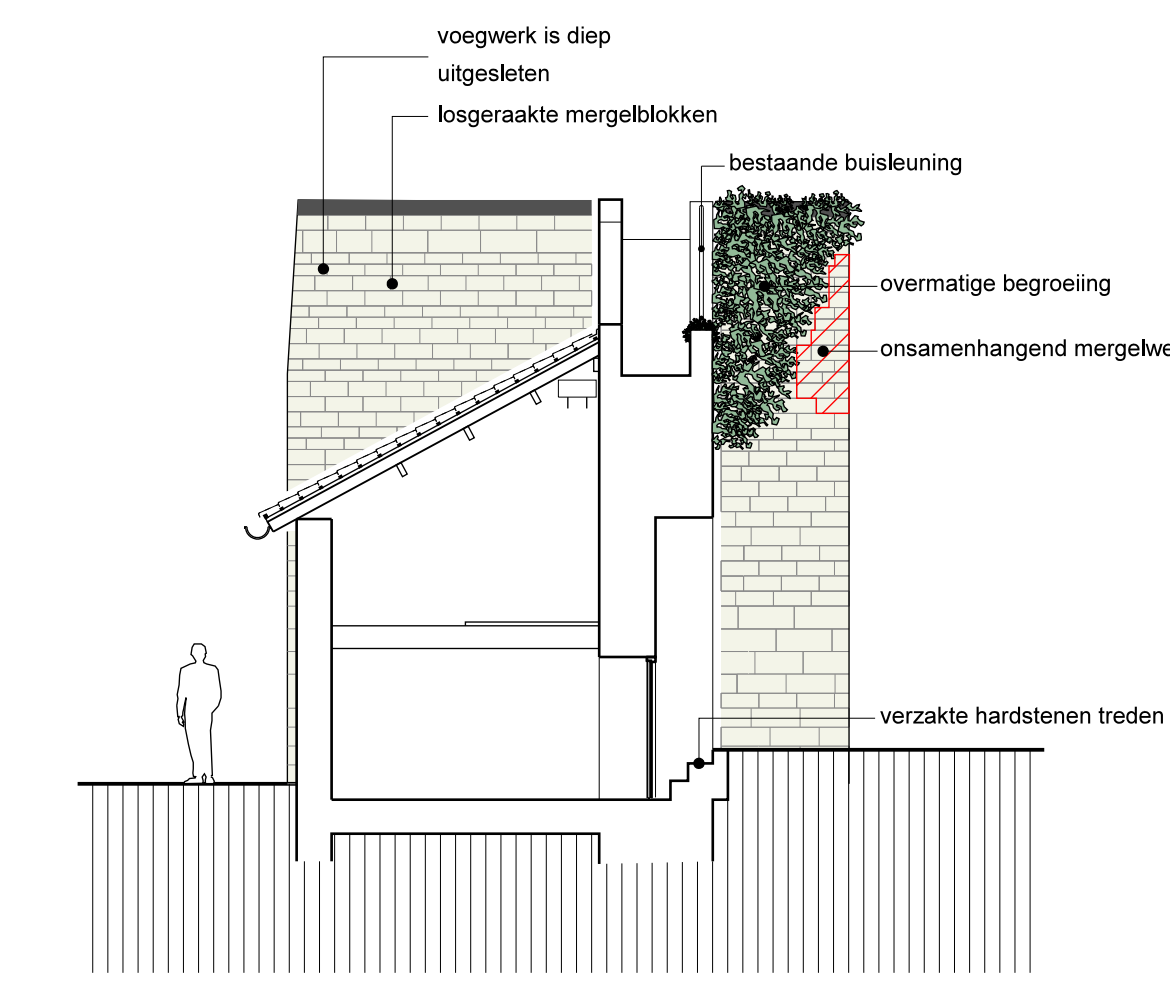 voegwerk is diep
uitgesleten
losgeraakte mergelblokken
bestaande buisleuning
overmatige begroeiing
onsamenhangend mergelwe
verzakte hardstenen treden